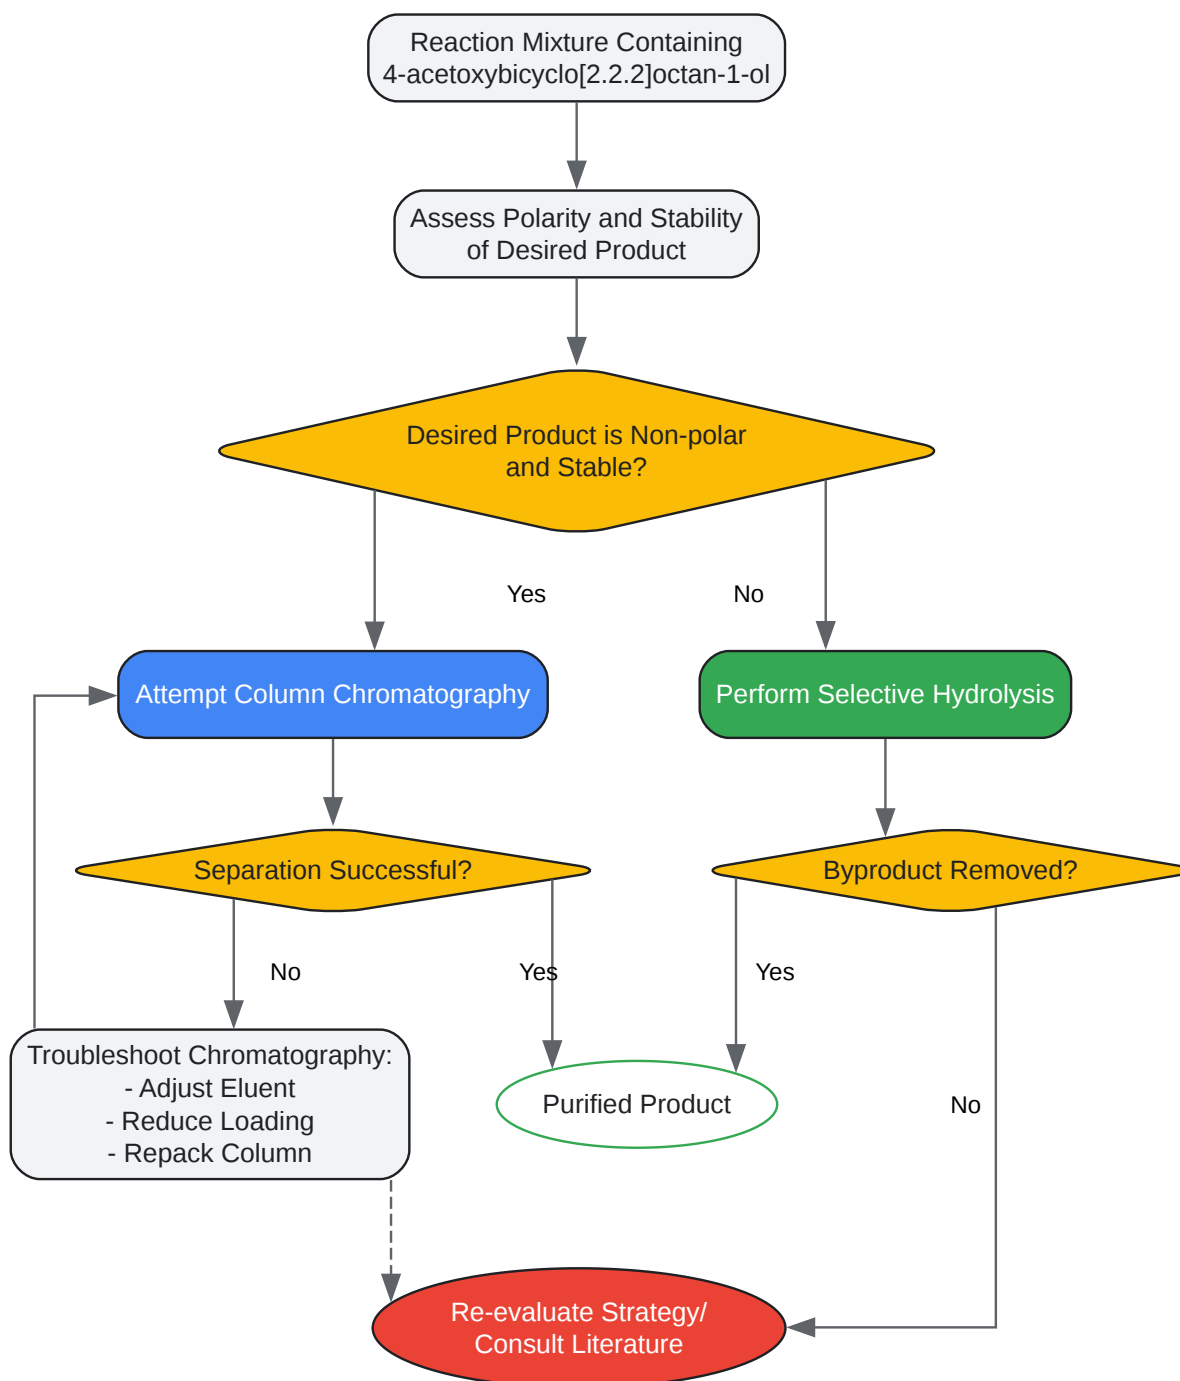 Reaction Mixture Containing
4-acetoxybicyclo[2.2.2]octan-1-ol
Assess Polarity and Stability
of Desired Product
Desired Product is Non-polar
and Stable?
Yes
No
Attempt Column Chromatography
Perform Selective Hydrolysis
Separation Successful?
Byproduct Removed?
No
Yes
Yes
Troubleshoot Chromatography:
- Adjust Eluent
- Reduce Loading
- Repack Column
Purified Product
No
Re-evaluate Strategy/
Consult Literature